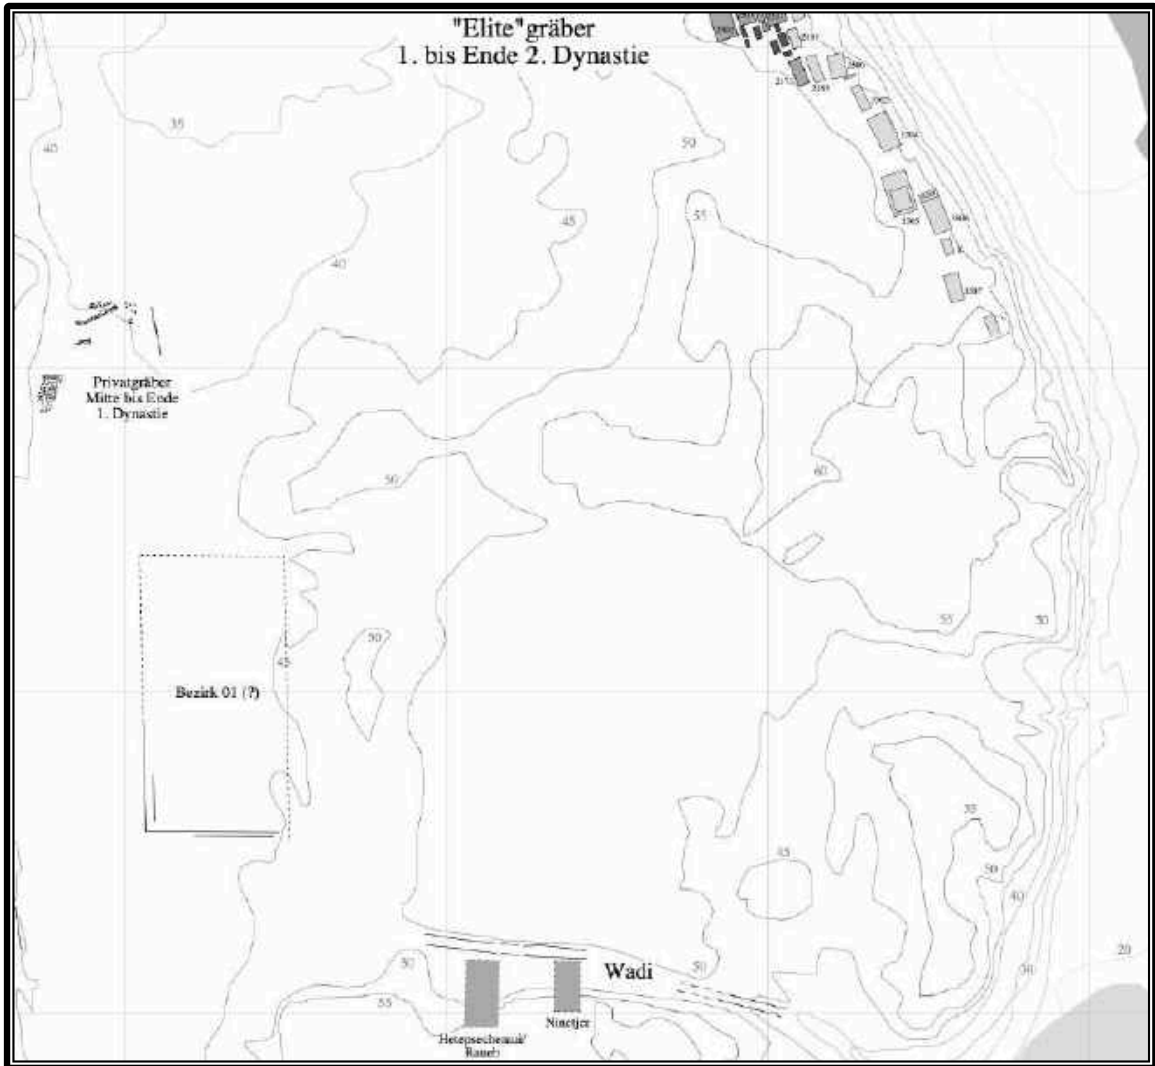 "Elite"gräber
1. bis Ende 2. Dynastie
35
40
50
45
55
40
Privatgräber
Mitte bis Ende
1. Dynastie
50
60
55
50
50
45
Bezirk 01 (?)
55
45
50
40
50
Wadi
50
55
20
30
Ninetjer
Hetepsechemui/
Raneb